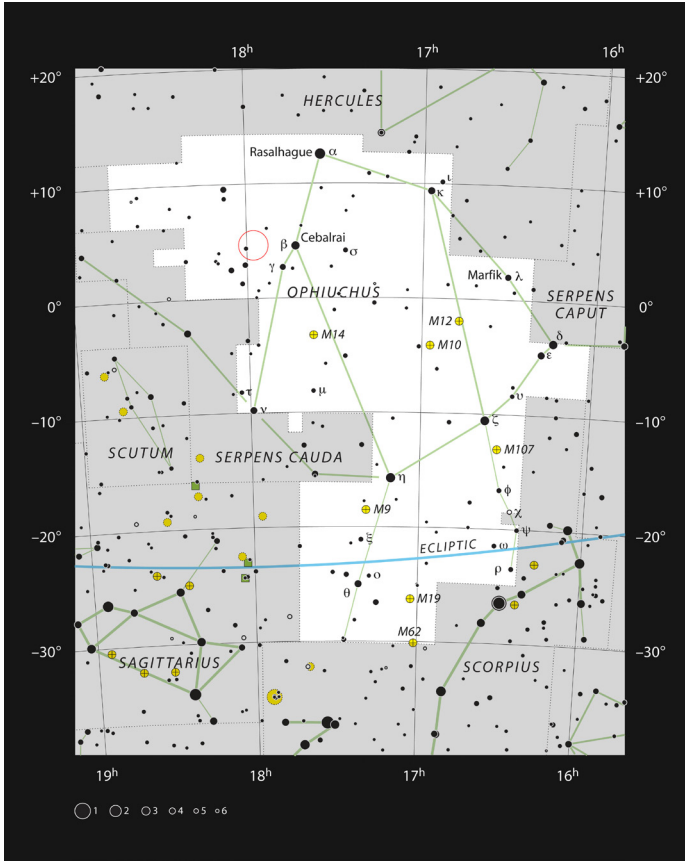 18h 17h 16h
+20° +20°
HERCULES
Rasalhague α
ι
+10° κ +10°
β Cebalrai
σ
γ
Marfik λ
OPHIUCHUS
SERPENS
CAPUT
0° 0°
M12
M14
M10
δ
ε
τ μ υ
ν
−10° ζ −10°
SCUTUM
SERPENS CAUDA
M107
η
φ
M9
χ
−20° ψ −20°
ξ
ECLIPTIC ω
ο ρ
θ
M19
M62
−30° −30°
SAGITTARIUS
SCORPIUS
19h 18h 17h 16h
1 2 3 4 5 6